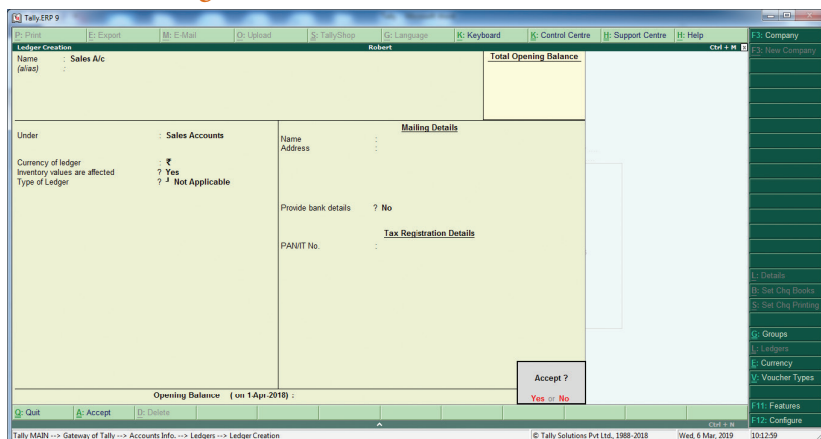 Tally.ERP 9
P: Print E: Export M: E-Mail O: Upload S: TallyShop G: Language K: Keyboard K: Control Centre H: Support Centre H: Help
Ledger Creation Robert Ctrl + M
Name : Sales A/c
(alias) :
Total Opening Balance
Under : Sales Accounts
Currency of ledger : ₹
Inventory values are affected ? Yes
Type of Ledger ? ┘ Not Applicable
Mailing Details
Name :
Address :
Provide bank details ? No
Tax Registration Details
PAN/IT No. :
Opening Balance ( on 1-Apr-2018) :
Accept ?
Yes or No
Q: Quit A: Accept D: Delete
Ctrl + N
Tally MAIN --> Gateway of Tally --> Accounts Info. --> Ledgers --> Ledger Creation © Tally Solutions Pvt Ltd., 1988-2018 Wed, 6 Mar, 2019 10:12:59
F3: Company
F3: New Company
L: Details
B: Set Chq Books
S: Set Chq Printing
G: Groups
L: Ledgers
E: Currency
V: Voucher Types
F11: Features
F12: Configure